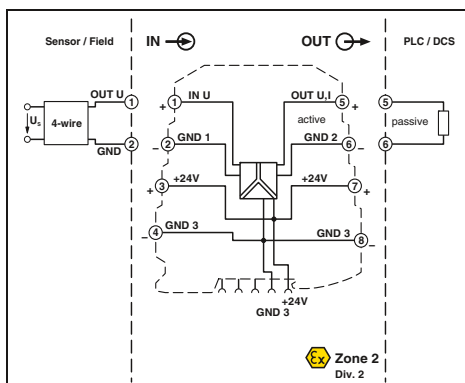 Sensor / Field
IN
OUT
PLC / DCS
OUT U
1
+
1
IN U
OUT U,I
5
+
5
Us
4-wire
active
passive
GND
2
−
2
GND 1
GND 2
6
−
6
+
3
+24V
+24V
7
+
−
4
GND 3
GND 3
8
−
+24V
GND 3
Ex
Zone 2
Div. 2